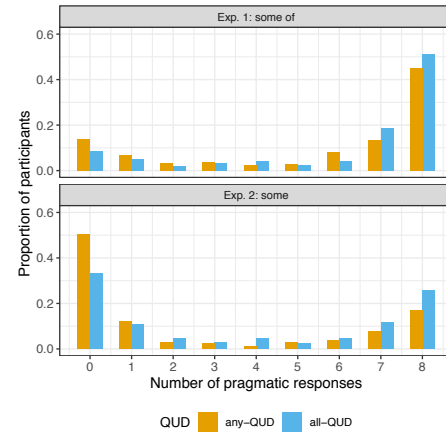 Exp. 1: some of
0.6
0.4
0.2
0.0
Exp. 2: some
0.6
0.4
0.2
0.0
Proportion of participants
0 1 2 3 4 5 6 7 8
Number of pragmatic responses
QUD any-QUD all-QUD